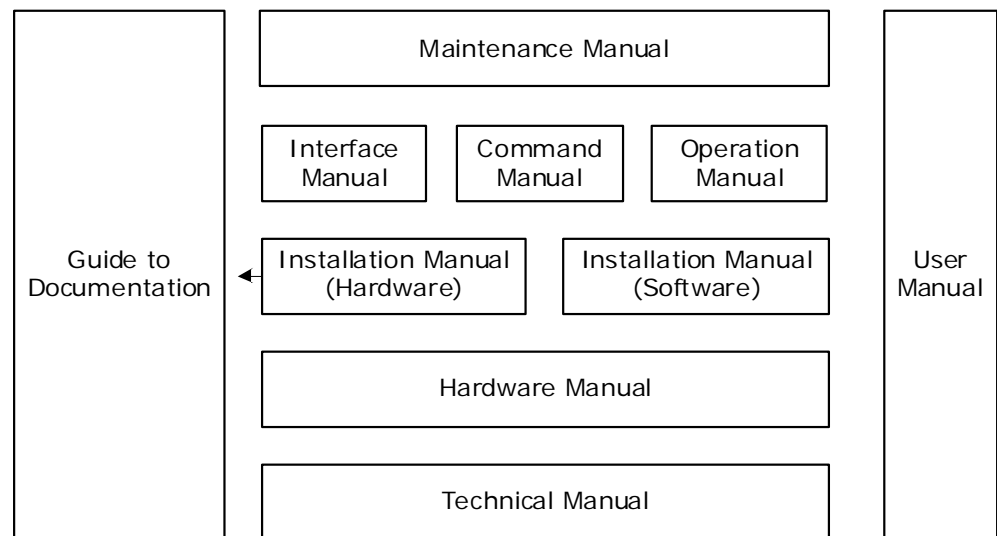 Maintenance Manual
Interface
Manual
Command
Manual
Operation
Manual
Guide to
Documentation
Installation Manual
(Hardware)
Installation Manual
(Software)
User
Manual
Hardware Manual
Technical Manual